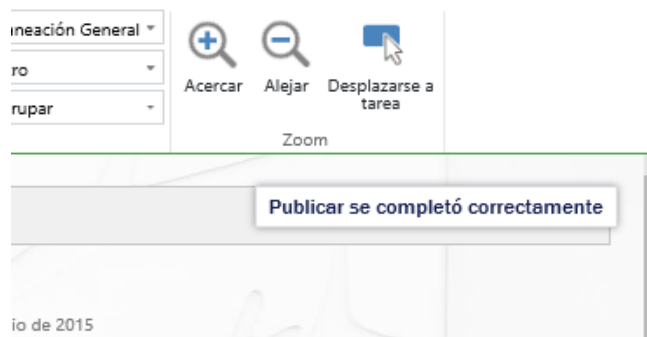 neación General
ro
rupar
Acercar
Alejar
Desplazarse a
tarea
Zoom
Publicar se completó correctamente
io de 2015